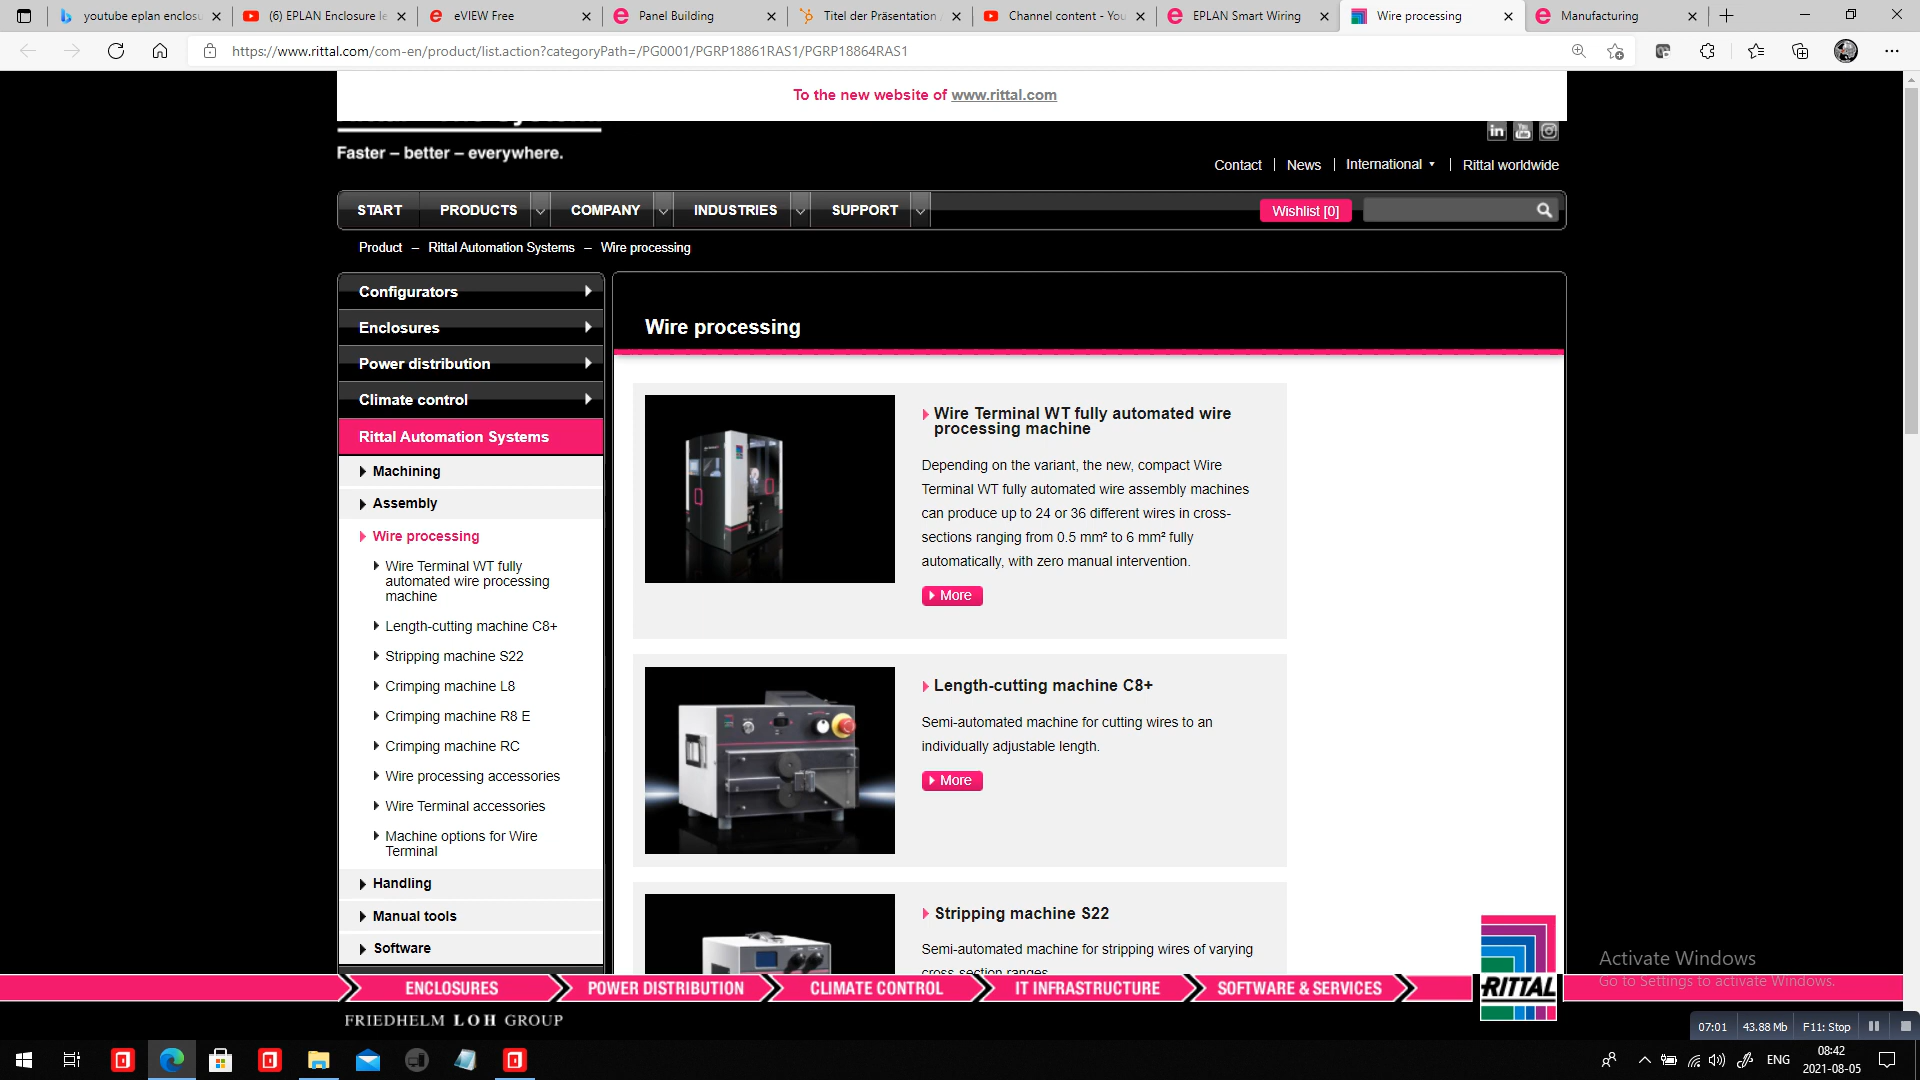 youtube eplan enclosu
(6) EPLAN Enclosure le
eVIEW Free
Panel Building
Titel der Präsentation
Channel content - You
EPLAN Smart Wiring
Wire processing
Manufacturing
https://www.rittal.com/com-en/product/list.action?categoryPath=/PG0001/PGRP18861RAS1/PGRP18864RAS1
To the new website of www.rittal.com
Faster – better – everywhere.
Contact | News | International | Rittal worldwide
START PRODUCTS COMPANY INDUSTRIES SUPPORT Wishlist [0]
Product – Rittal Automation Systems – Wire processing
Configurators
Enclosures
Power distribution
Climate control
Rittal Automation Systems
Machining
Assembly
Wire processing
Wire Terminal WT fully
automated wire processing
machine
Length-cutting machine C8+
Stripping machine S22
Crimping machine L8
Crimping machine R8 E
Crimping machine RC
Wire processing accessories
Wire Terminal accessories
Machine options for Wire
Terminal
Handling
Manual tools
Software
Wire processing
Wire Terminal WT fully automated wire
processing machine
Depending on the variant, the new, compact Wire
Terminal WT fully automated wire assembly machines
can produce up to 24 or 36 different wires in cross-
sections ranging from 0.5 mm² to 6 mm² fully
automatically, with zero manual intervention.
More
Length-cutting machine C8+
Semi-automated machine for cutting wires to an
individually adjustable length.
More
Stripping machine S22
Semi-automated machine for stripping wires of varying
cross-section ranges.
Activate Windows
Go to Settings to activate Windows.
ENCLOSURES POWER DISTRIBUTION CLIMATE CONTROL IT INFRASTRUCTURE SOFTWARE & SERVICES
RITTAL
FRIEDHELM LOH GROUP
07:01 43.88 Mb F11: Stop
ENG
08:42
2021-08-05